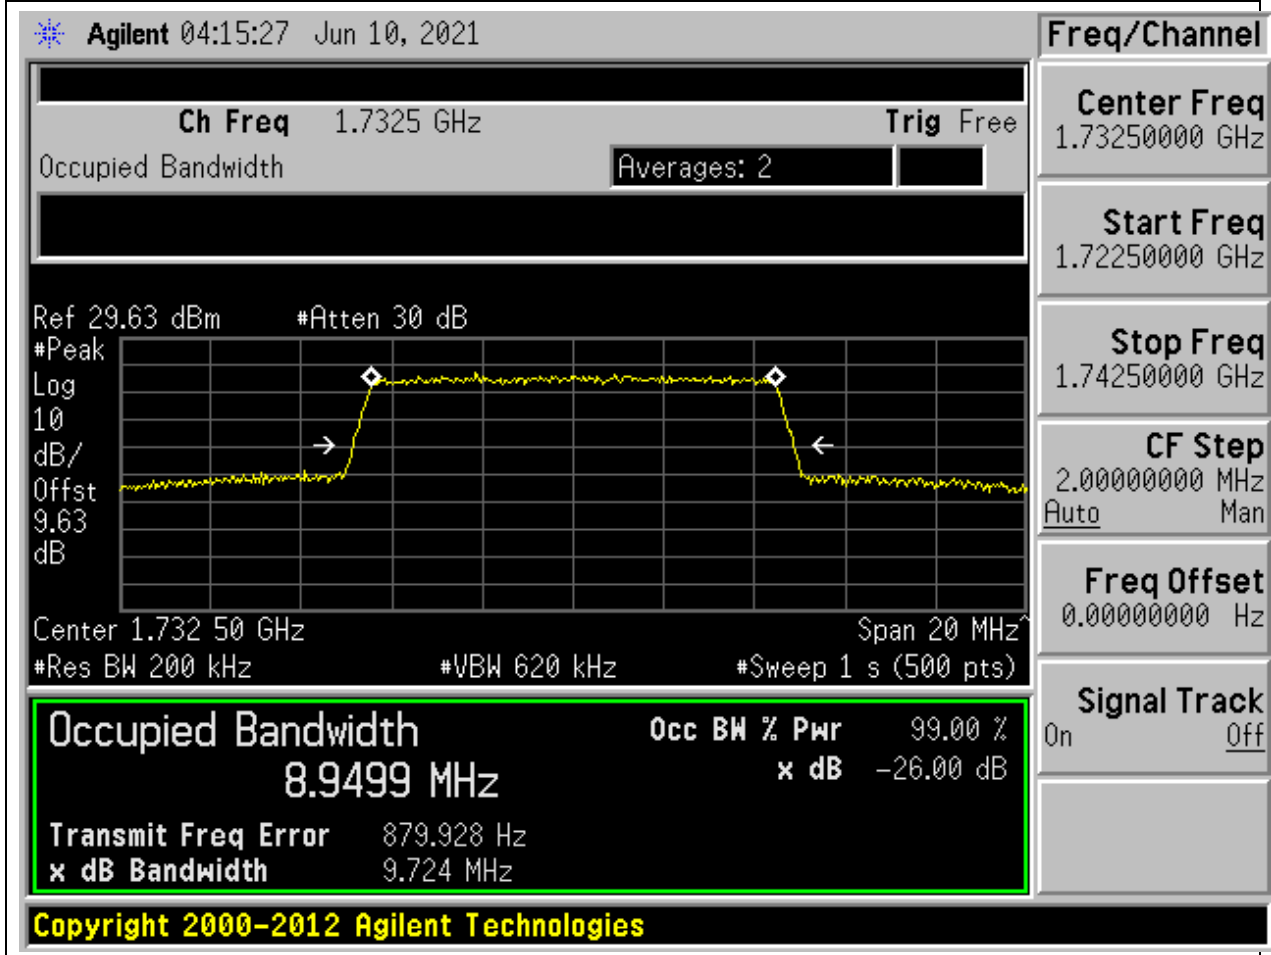 Agilent 04:15:27 Jun 10, 2021
Freq/Channel
Ch Freq 1.7325 GHz Trig Free
Occupied Bandwidth Averages: 2
Ref 29.63 dBm #Atten 30 dB
#Peak
Log
10
dB/
Offst
9.63
dB
Center 1.732 50 GHz Span 20 MHz^
#Res BW 200 kHz #VBW 620 kHz #Sweep 1 s (500 pts)
Occupied Bandwidth Occ BW % Pwr 99.00 %
8.9499 MHz x dB -26.00 dB
Transmit Freq Error 879.928 Hz
x dB Bandwidth 9.724 MHz
Copyright 2000-2012 Agilent Technologies
Center Freq
1.73250000 GHz
Start Freq
1.72250000 GHz
Stop Freq
1.74250000 GHz
CF Step
2.00000000 MHz
Auto Man
Freq Offset
0.00000000 Hz
Signal Track
On Off